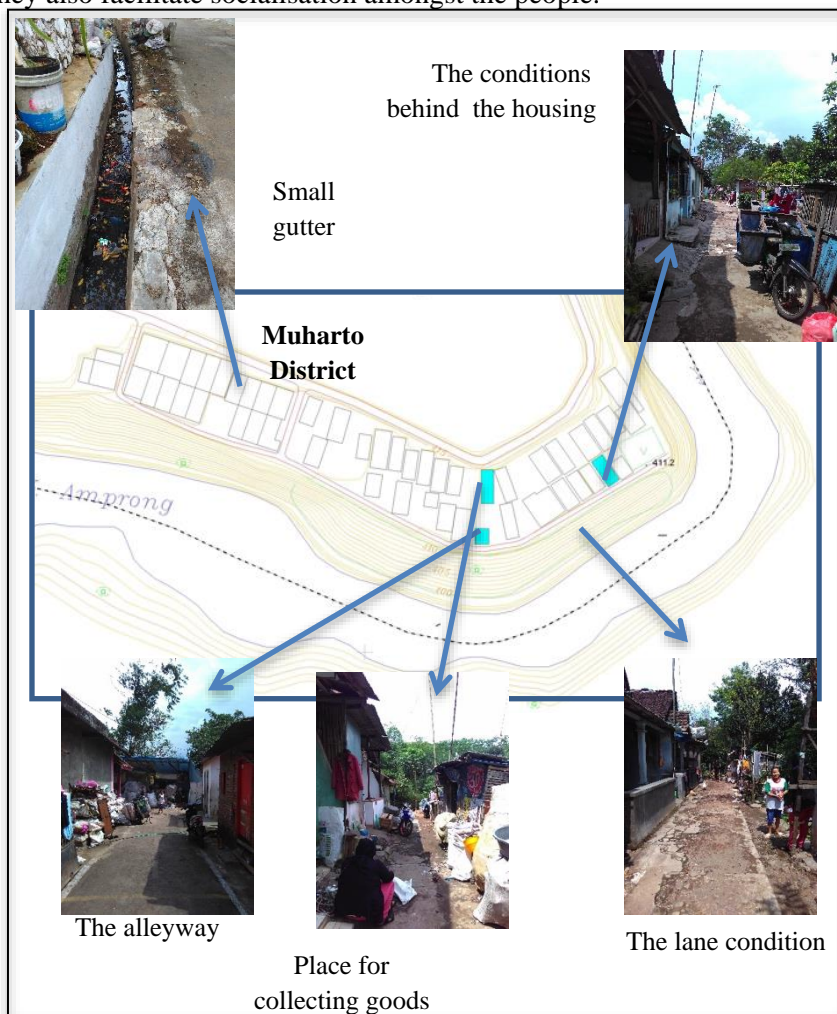 hey also facilitate socialisation amongst the people.
The conditions
behind the housing
Small
gutter
Muharto
District
411.2
Amprong
The alleyway
Place for
collecting goods
The lane condition